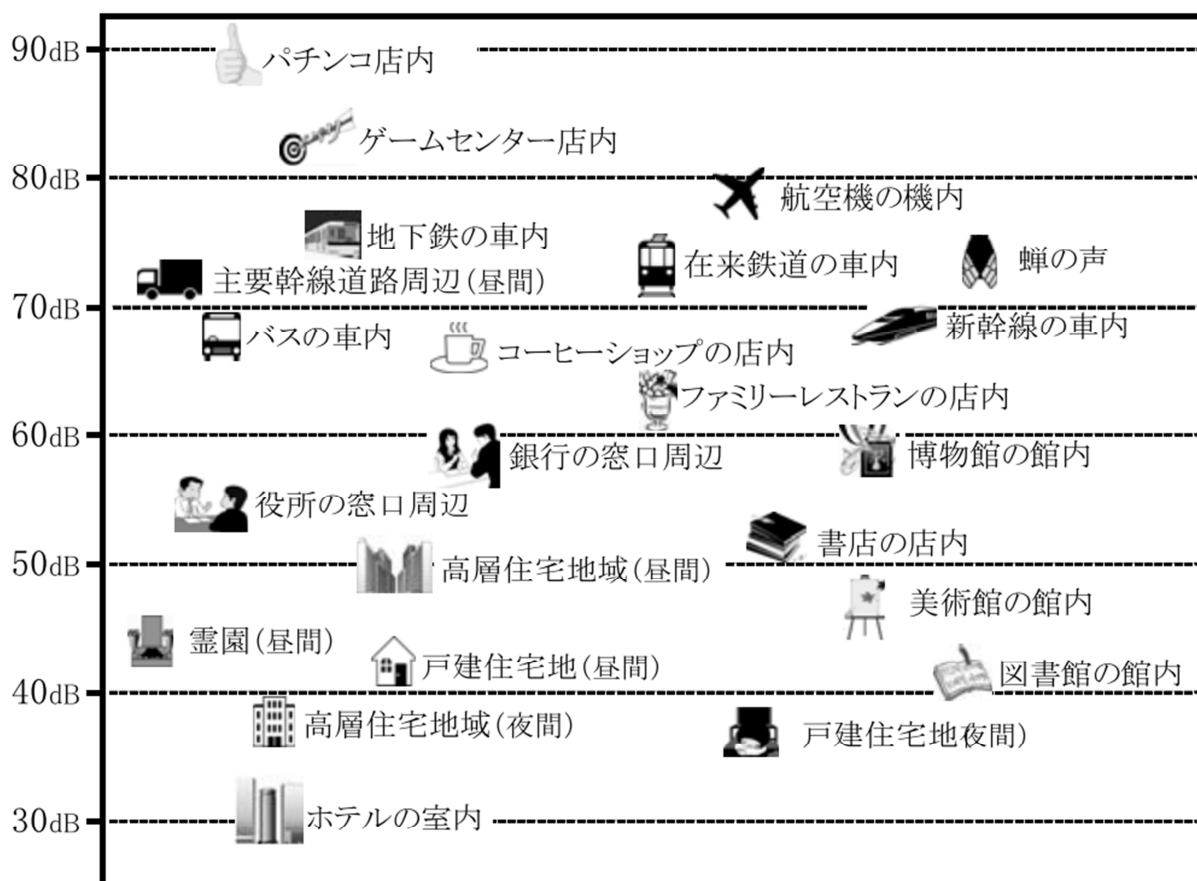 90dB
パチンコ店内
ゲームセンター店内
80dB
航空機の機内
地下鉄の車内
在来鉄道の車内
蝉の声
主要幹線道路周辺(昼間)
70dB
バスの車内
コーヒーショップの店内
新幹線の車内
ファミリーレストランの店内
60dB
銀行の窓口周辺
博物館の館内
役所の窓口周辺
書店の店内
50dB
高層住宅地域(昼間)
美術館の館内
霊園(昼間)
戸建住宅地(昼間)
図書館の館内
40dB
高層住宅地域(夜間)
戸建住宅地(夜間)
30dB
ホテルの室内